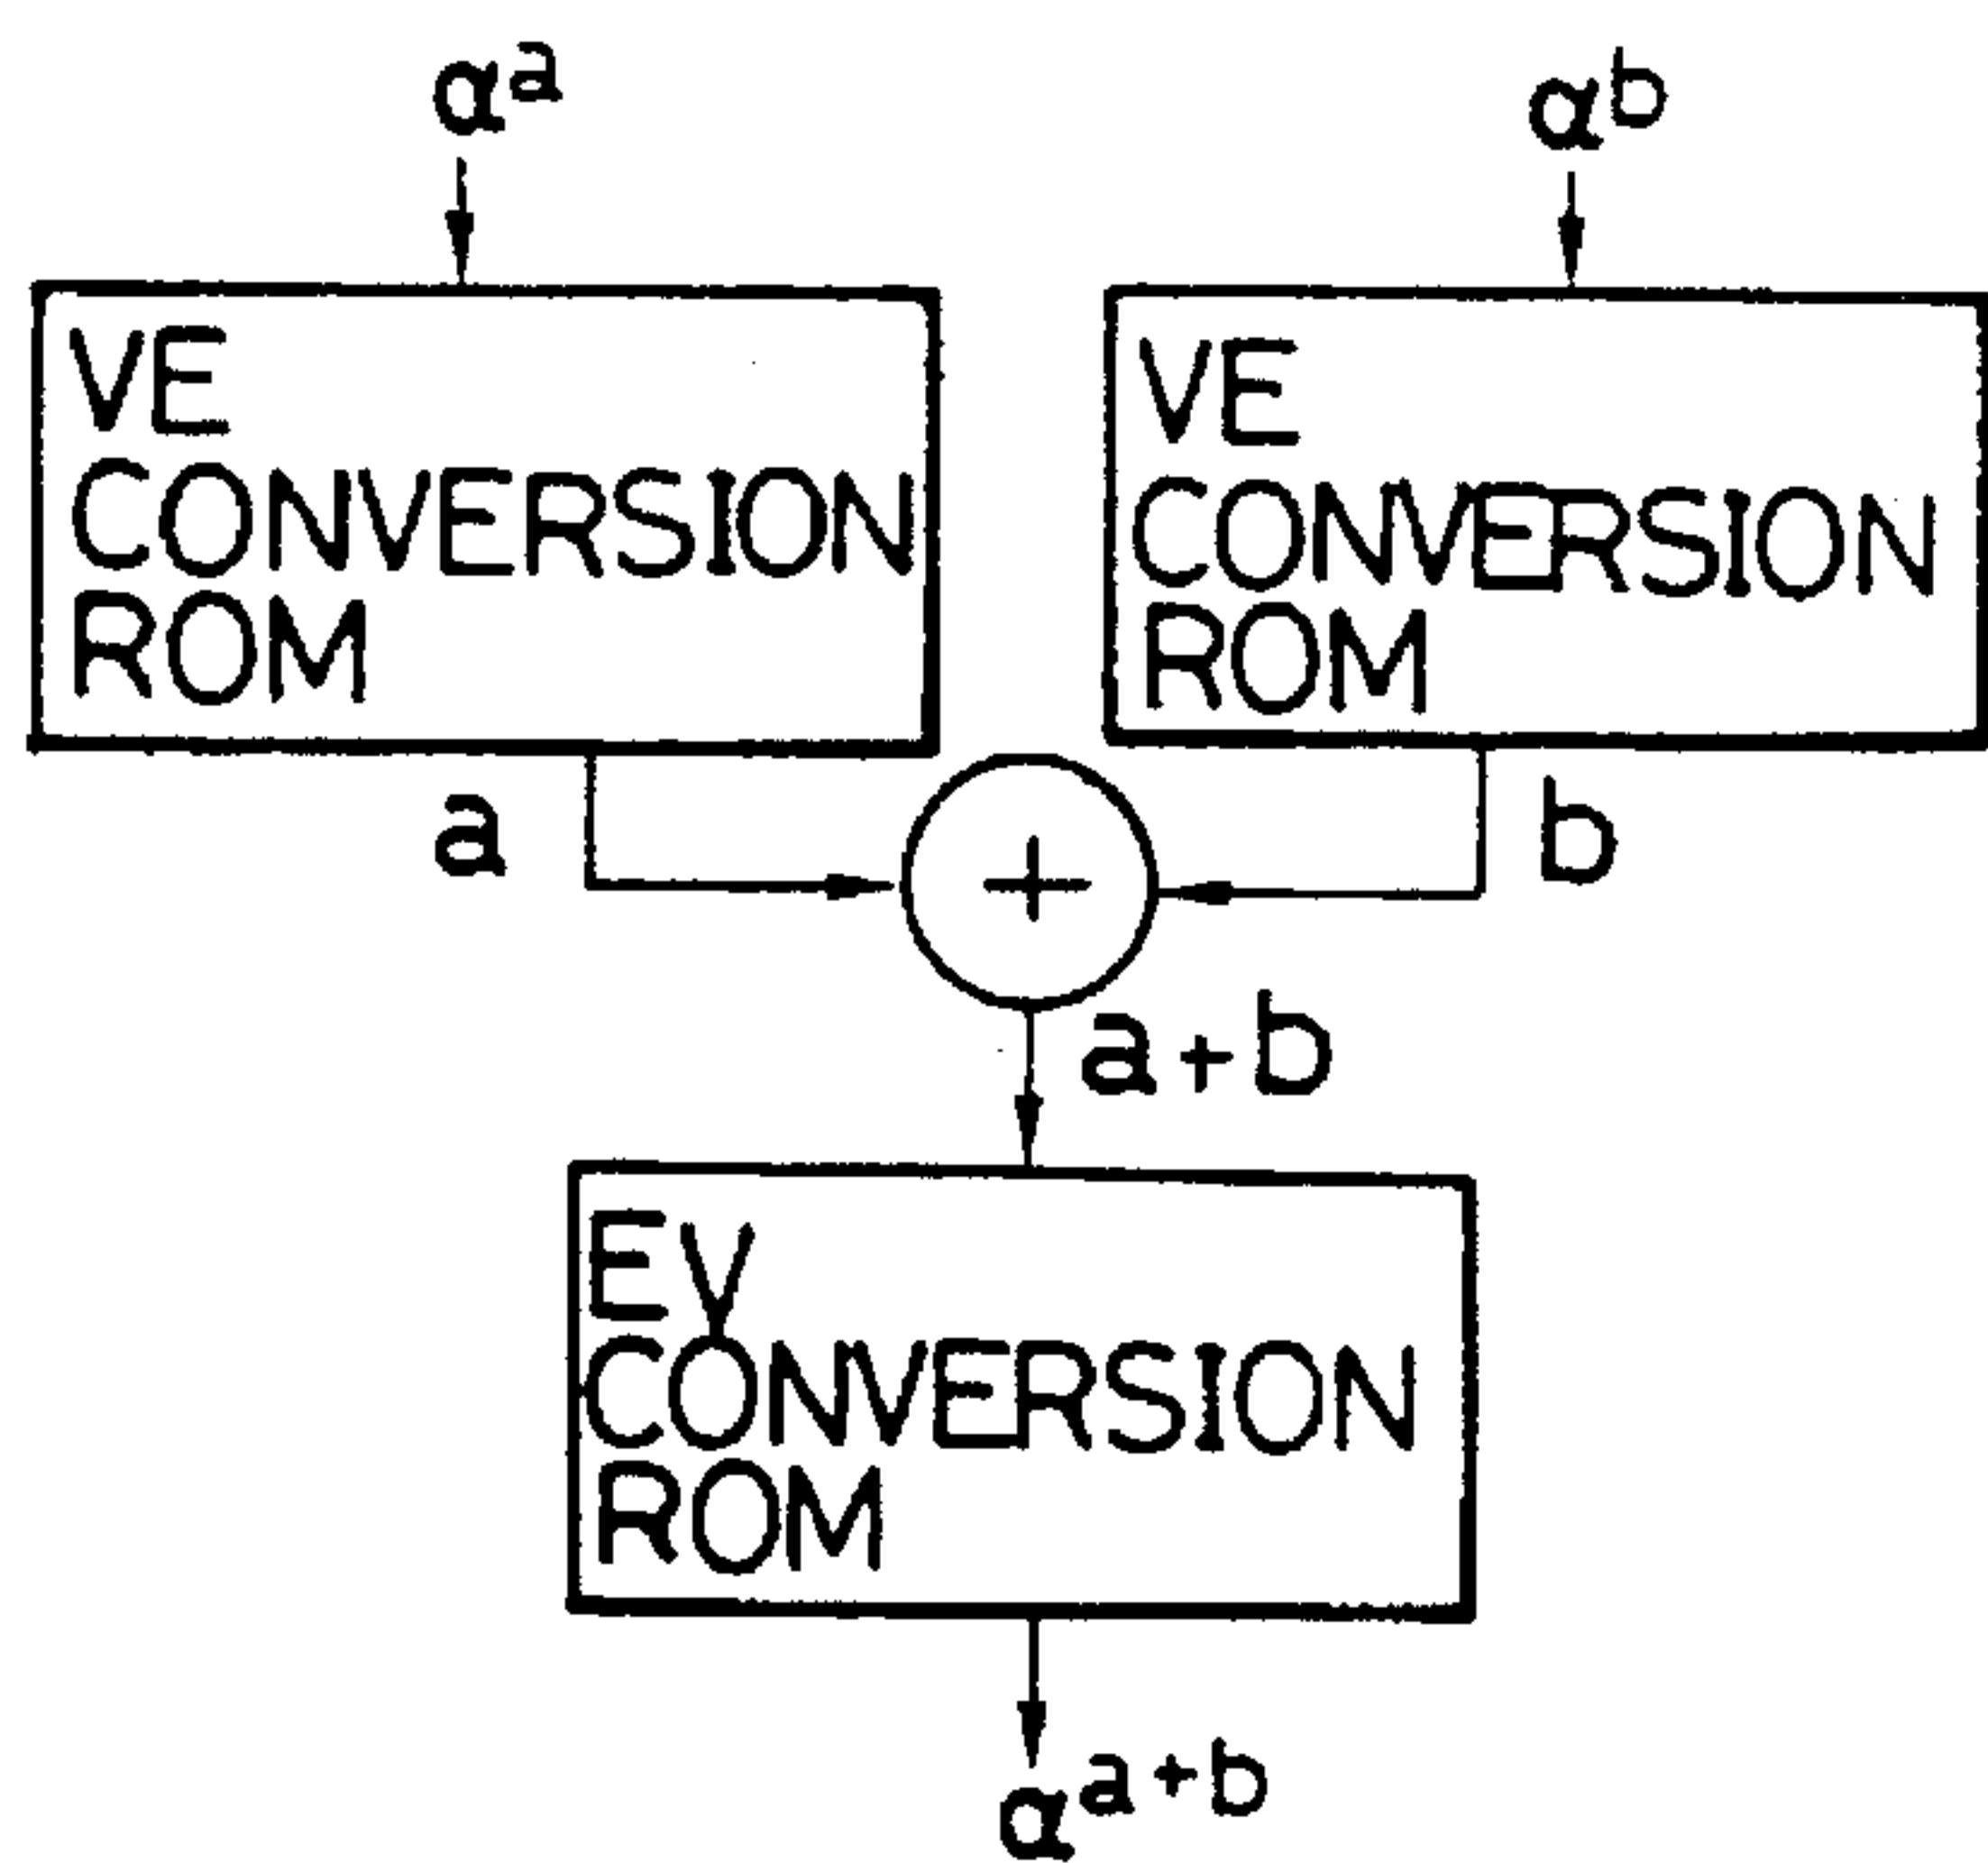 αᵃ
αᵇ
VE
CONVERSION
ROM
VE
CONVERSION
ROM
a
b
+
a+b
EV
CONVERSION
ROM
αᵃ⁺ᵇ